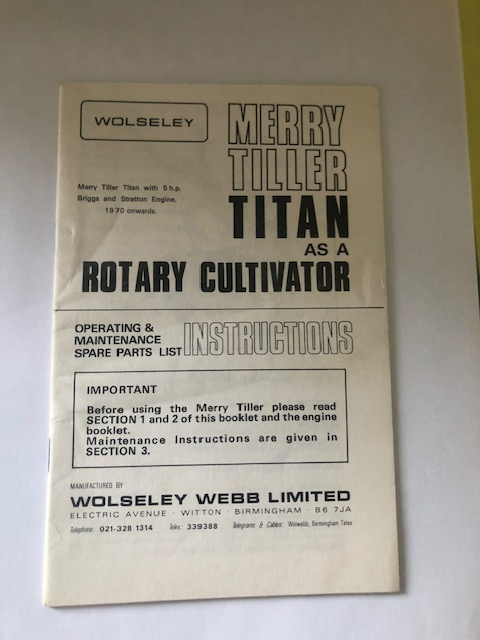 WOLSELEY
MERRY
TILLER
TITAN
AS A
ROTARY CULTIVATOR
Merry Tiller Titan with 5 h.p.
Briggs and Stratton Engine.
1970 onwards.
OPERATING &
MAINTENANCE
SPARE PARTS LIST
INSTRUCTIONS
IMPORTANT
Before using the Merry Tiller please read
SECTION 1 and 2 of this booklet and the engine
booklet.
Maintenance Instructions are given in
SECTION 3.
MANUFACTURED BY
WOLSELEY WEBB LIMITED
ELECTRIC AVENUE · WITTON · BIRMINGHAM · B6 7JA
Telephone: 021-328 1314 Telex: 339388 Telegrams & Cables: Wolwebb, Birmingham Telex